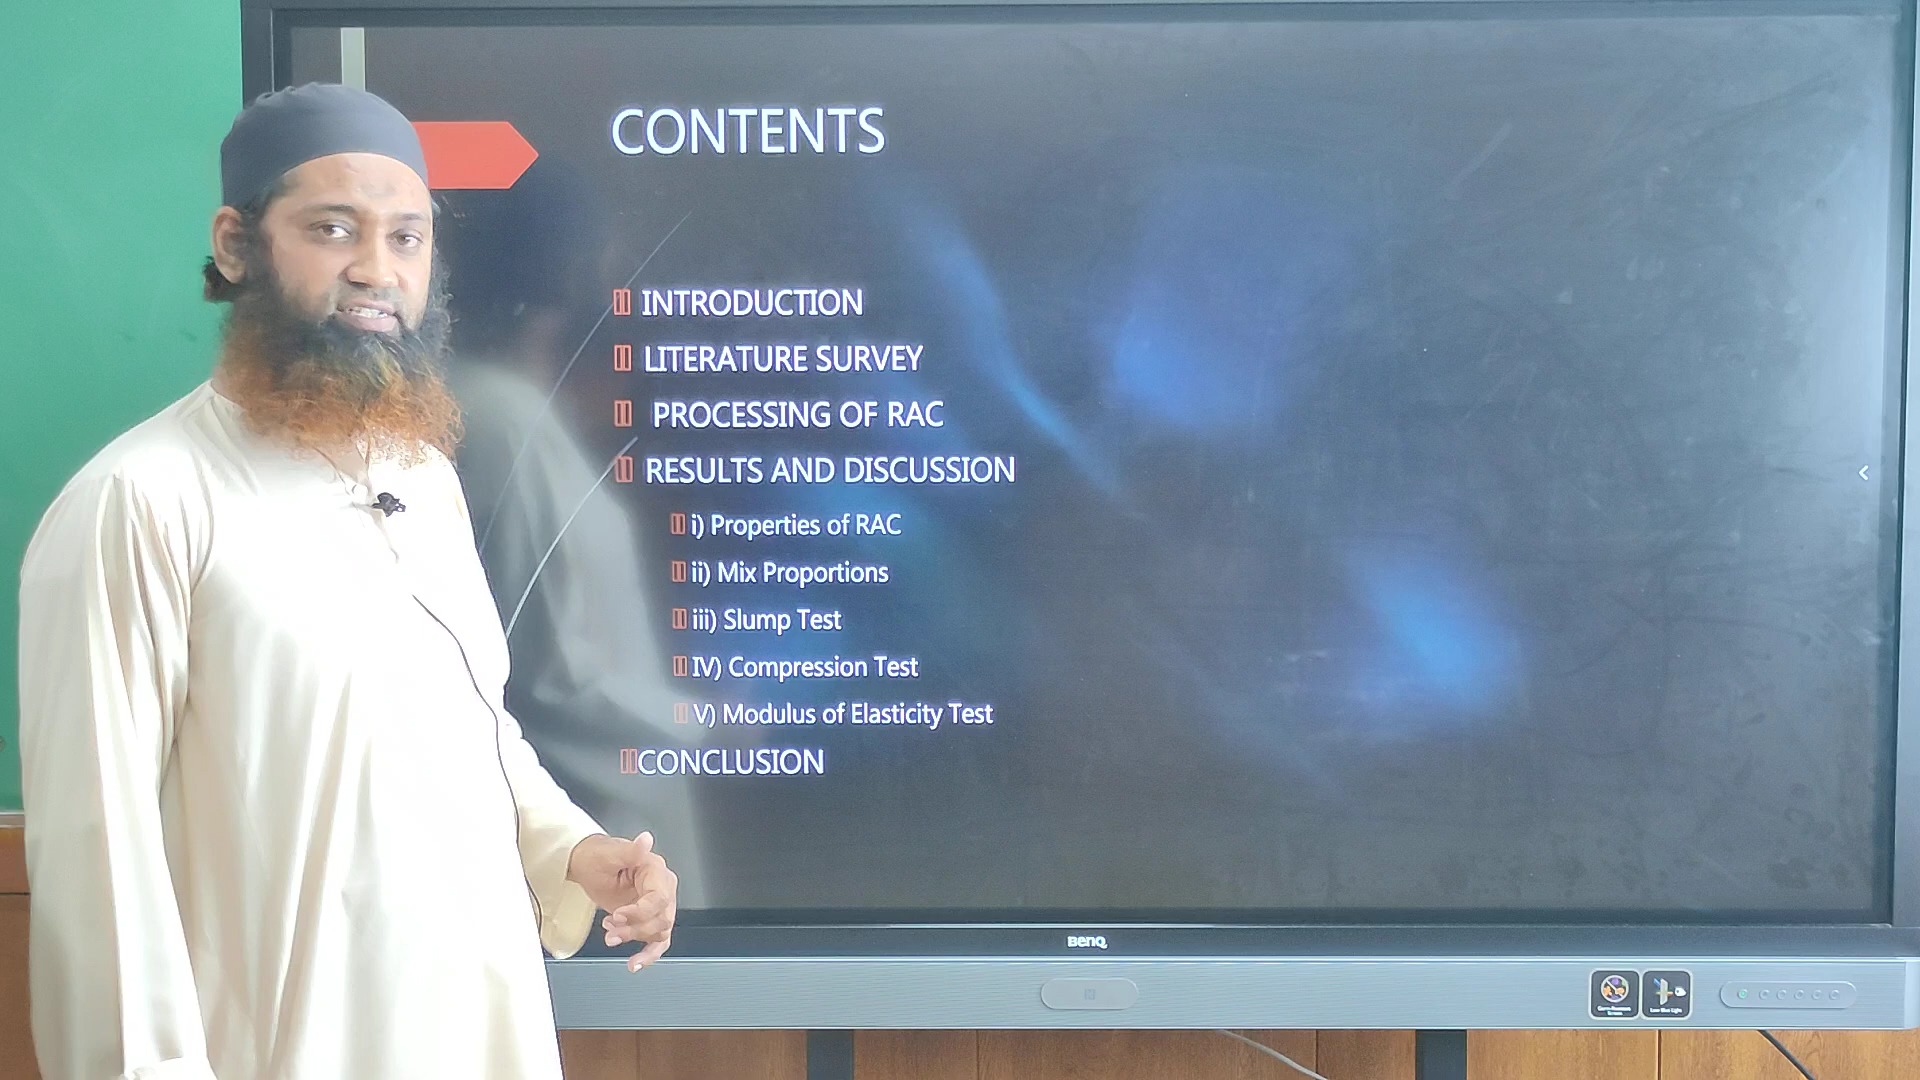 CONTENTS
INTRODUCTION
LITERATURE SURVEY
PROCESSING OF RAC
RESULTS AND DISCUSSION
i) Properties of RAC
ii) Mix Proportions
iii) Slump Test
IV) Compression Test
V) Modulus of Elasticity Test
CONCLUSION
BenQ